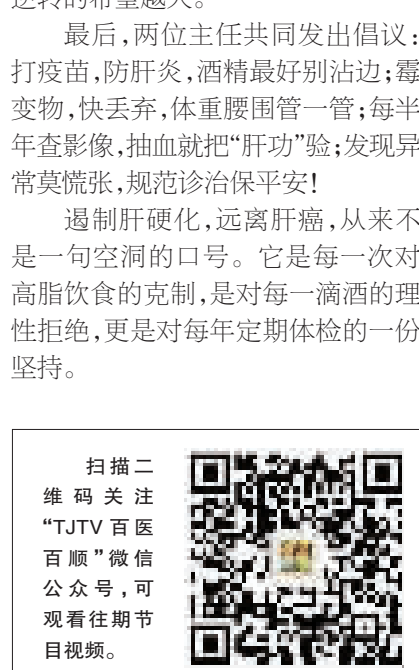 逆转的希望越大。
最后,两位主任共同发出倡议:
打疫苗,防肝炎,酒精最好别沾边;霉
变物,快丢弃,体重腰围管一管;每半
年查影像,抽血就把“肝功”验;发现异
常莫慌张,规范诊治保平安!
遏制肝硬化,远离肝癌,从来不
是一句空洞的口号。它是每一次对
高脂饮食的克制,是对每一滴酒的理
性拒绝,更是对每年定期体检的一份
坚持。
扫描二
维码关注
“TJTV百医
百顺”微信
公众号,可
观看往期节
目视频。